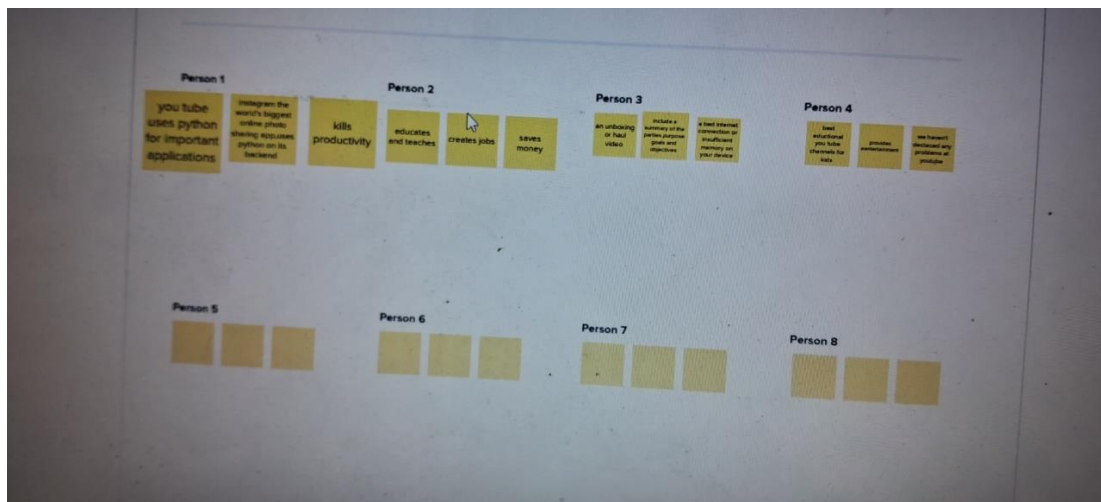 Person 1
you tube
uses python
for important
applications
instagram the
world's biggest
online photo
sharing app,uses
python on its
backend
kills
productivity
Person 2
educates
and teaches
creates jobs
saves
money
Person 3
an unboxing
or haul
video
include a
summary of the
parties,purpose
goals and
objectives
a bad internet
connection or
insufficient
memory on
your device
Person 4
best
eductional
you tube
channels for
kids
provides
entertainment
we haven't
declared any
problems at
youtube
Person 5
Person 6
Person 7
Person 8